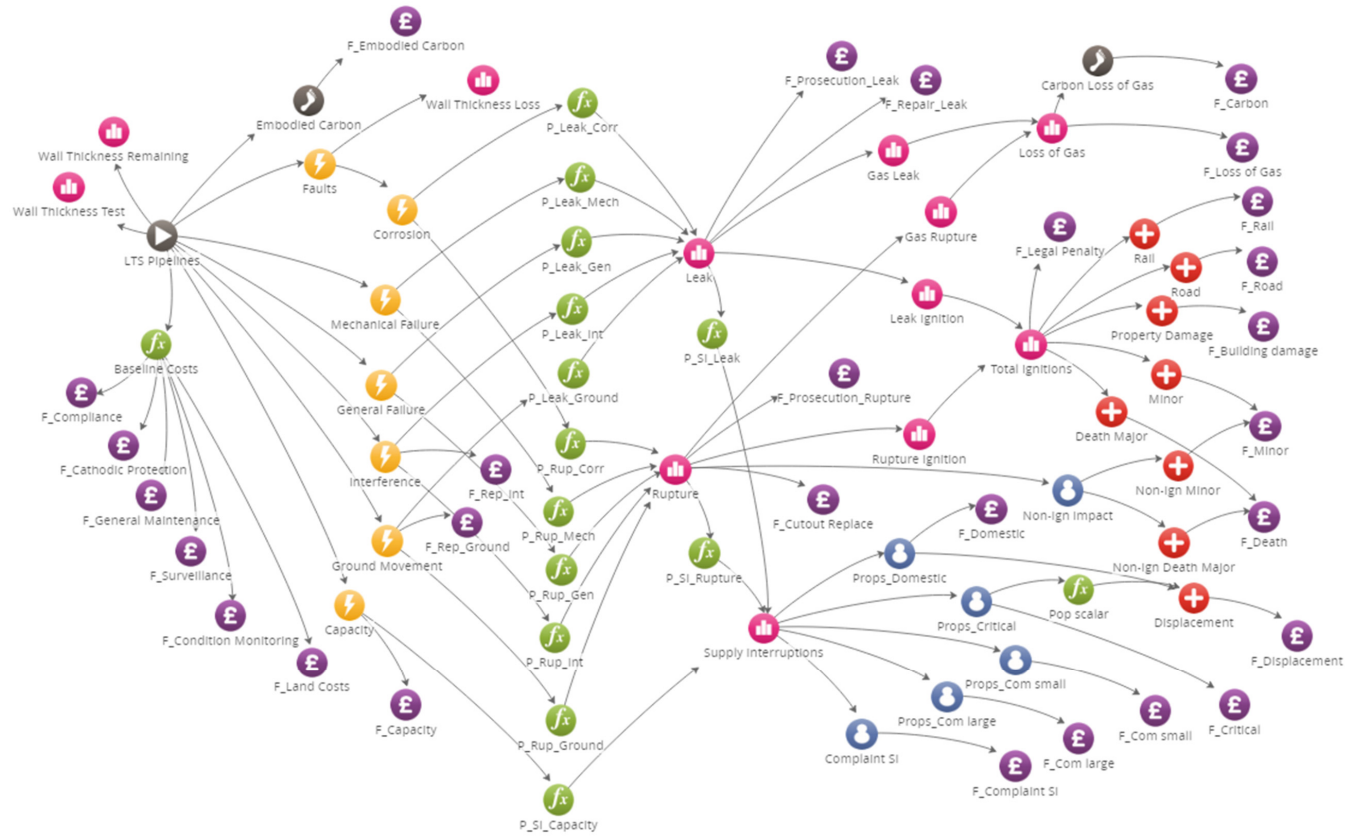 F_Embodied Carbon
Wall Thickness Loss
Embodied Carbon
Wall Thickness Remaining
Faults
Wall Thickness Test
Corrosion
LTS Pipelines
Mechanical Failure
Baseline Costs
General Failure
F_Compliance
F_Cathodic Protection
Interference
F_Rep_Int
F_General Maintenance
F_Rep_Ground
Ground Movement
F_Surveillance
Capacity
F_Condition Monitoring
F_Land Costs
F_Capacity
P_Leak_Corr
P_Leak_Mech
P_Leak_Gen
P_Leak_Int
P_Leak_Ground
P_Rup_Corr
P_Rup_Mech
P_Rup_Gen
P_Rup_Int
P_Rup_Ground
P_SI_Capacity
F_Prosecution_Leak
F_Repair_Leak
Gas Leak
Gas Rupture
Leak
Leak Ignition
P_SI_Leak
F_Prosecution_Rupture
Rupture Ignition
Rupture
F_Cutout Replace
P_SI_Rupture
Supply Interruptions
Carbon Loss of Gas
F_Carbon
Loss of Gas
F_Loss of Gas
F_Legal Penalty
Rail
F_Rail
Road
F_Road
Property Damage
F_Building damage
Total Ignitions
Minor
Death Major
F_Minor
Non-Ign Minor
Non-Ign Impact
F_Death
Non-Ign Death Major
F_Domestic
Props_Domestic
Props_Critical
Pop scalar
Displacement
F_Displacement
Props_Com small
Props_Com large
F_Com small
F_Critical
Complaint SI
F_Com large
F_Complaint SI